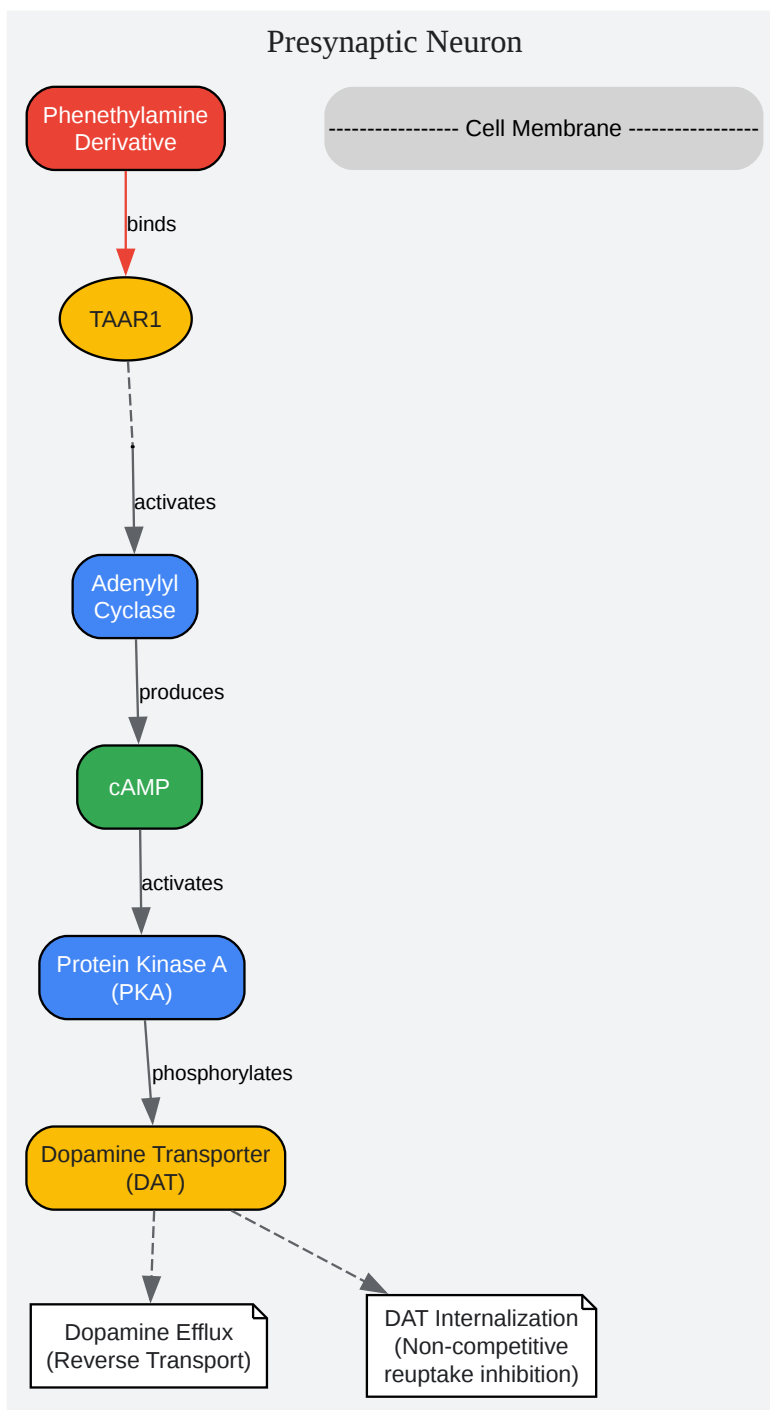 Presynaptic Neuron
Phenethylamine
Derivative
----------------- Cell Membrane -----------------
binds
TAAR1
activates
Adenylyl
Cyclase
produces
cAMP
activates
Protein Kinase A
(PKA)
phosphorylates
Dopamine Transporter
(DAT)
Dopamine Efflux
(Reverse Transport)
DAT Internalization
(Non-competitive
reuptake inhibition)